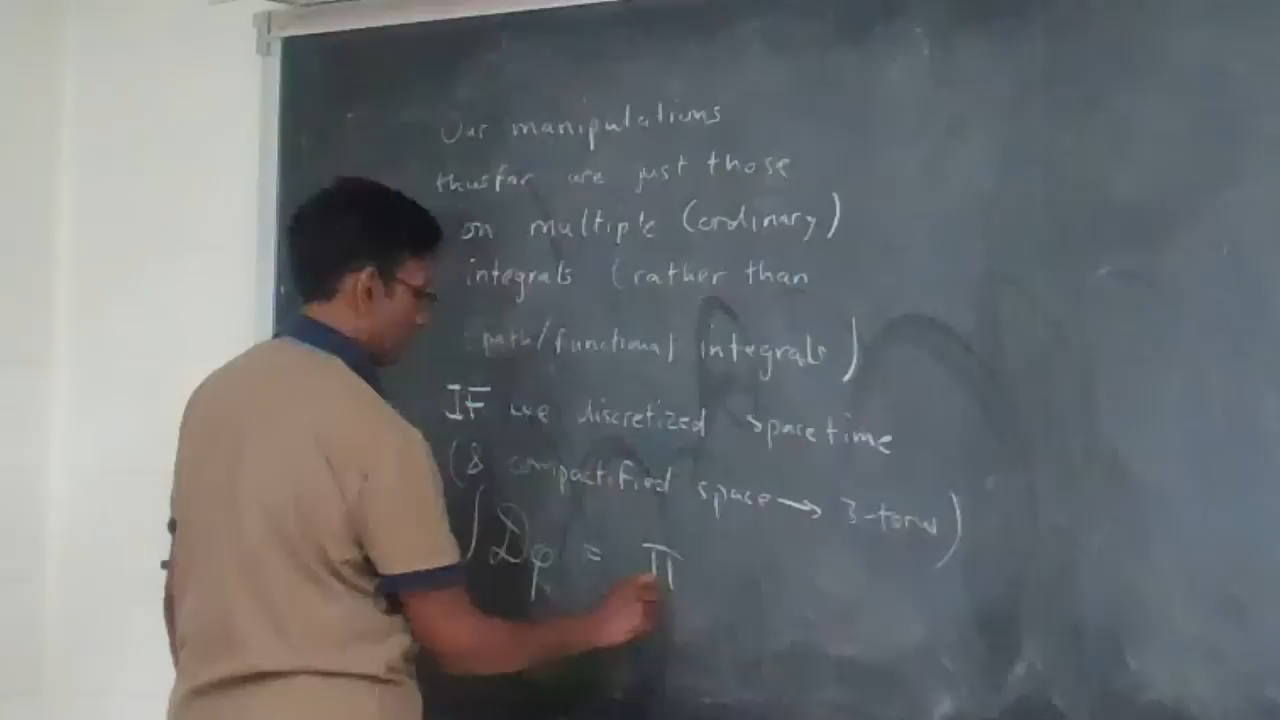 Our manipulations
thusfar are just those
on multiple (ordinary)
integrals (rather than
path/functional integrals)
IF we discretized spacetime
(& compactified space → 3-torus)
∫ Dφ = Π